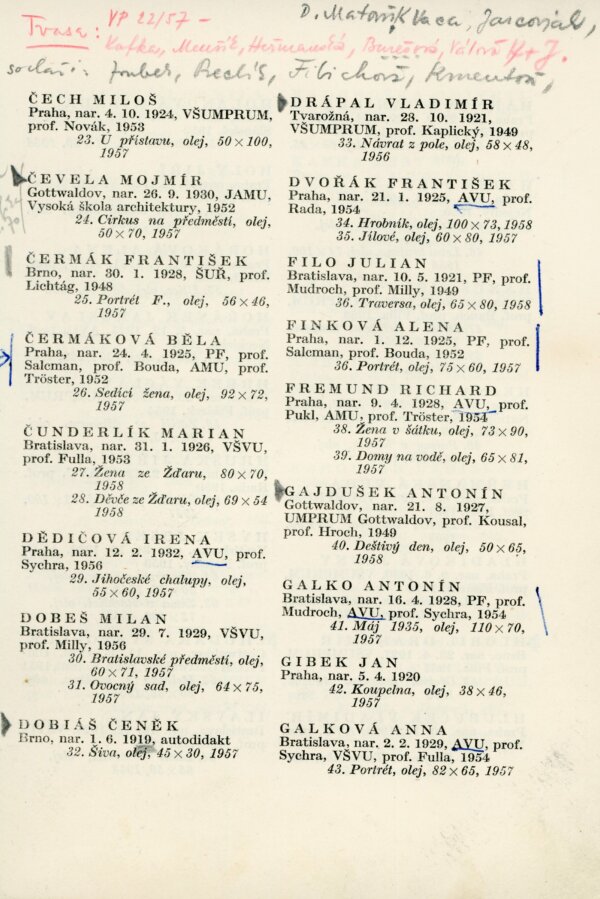 D. Matoušík Vaca,
Tvasa: VP 22/57 –
Kafka, Menšík, Heřmanská, Benešová, Válová J + J.
sochaři: Zoubek, Preclík, Fibichová, Kmentová,
ČECH MILOŠ
Praha, nar. 4. 10. 1924, VŠUMPRUM,
prof. Novák, 1953
23. U přístavu, olej, 50 × 100,
1957
ČEVELA MOJMÍR
Gottwaldov, nar. 26. 9. 1930, JAMU,
Vysoká škola architektury, 1952
24. Cirkus na předměstí, olej,
50 × 70, 1957
ČERMÁK FRANTIŠEK
Brno, nar. 30. 1. 1928, ŠUŘ, prof.
Lichtág, 1948
25. Portrét F., olej, 56 × 46,
1957
ČERMÁKOVÁ BĚLA
Praha, nar. 24. 4. 1925, PF, prof.
Salcman, prof. Bouda, AMU, prof.
Tröster, 1952
26. Sedící žena, olej, 92 × 72,
1957
ČUNDERLÍK MARIAN
Bratislava, nar. 31. 1. 1926, VŠVU,
prof. Fulla, 1953
27. Žena ze Žďaru, 80 × 70,
1958
28. Děvče ze Žďaru, olej, 69 × 54
1958
DĚDIČOVÁ IRENA
Praha, nar. 12. 2. 1932, AVU, prof.
Sychra, 1956
29. Jihočeské chalupy, olej,
55 × 60, 1957
DOBEŠ MILAN
Bratislava, nar. 29. 7. 1929, VŠVU,
prof. Milly, 1956
30. Bratislavské předměstí, olej,
60 × 71, 1957
31. Ovocný sad, olej, 64 × 75,
1957
DOBIÁŠ ČENĚK
Brno, nar. 1. 6. 1919, autodidakt
32. Šiva, olej, 45 × 30, 1957
DRÁPAL VLADIMÍR
Tvarožná, nar. 28. 10. 1921,
VŠUMPRUM, prof. Kaplický, 1949
33. Návrat z pole, olej, 58 × 48,
1956
DVOŘÁK FRANTIŠEK
Praha, nar. 21. 1. 1925, AVU, prof.
Rada, 1954
34. Hrobník, olej, 100 × 73, 1958
35. Jílové, olej, 60 × 80, 1957
FILO JULIAN
Bratislava, nar. 10. 5. 1921, PF, prof.
Mudroch, prof. Milly, 1949
36. Traversa, olej, 65 × 80, 1958
FINKOVÁ ALENA
Praha, nar. 1. 12. 1925, PF, prof.
Salcman, prof. Bouda, 1952
36. Portrét, olej, 75 × 60, 1957
FREMUND RICHARD
Praha, nar. 9. 4. 1928, AVU, prof.
Pukl, AMU, prof. Tröster, 1954
38. Žena v šátku, olej, 73 × 90,
1957
39. Domy na vodě, olej, 65 × 81,
1957
GAJDUŠEK ANTONÍN
Gottwaldov, nar. 21. 8. 1927,
UMPRUM Gottwaldov, prof. Kousal,
prof. Hroch, 1949
40. Deštivý den, olej, 50 × 65,
1958
GALKO ANTONÍN
Bratislava, nar. 16. 4. 1928, PF, prof.
Mudroch, AVU, prof. Sychra, 1954
41. Máj 1935, olej, 110 × 70,
1957
GIBEK JAN
Praha, nar. 5. 4. 1920
42. Koupelna, olej, 38 × 46,
1957
GALKOVÁ ANNA
Bratislava, nar. 2. 2. 1929, AVU, prof.
Sychra, VŠVU, prof. Fulla, 1954
43. Portrét, olej, 82 × 65, 1957